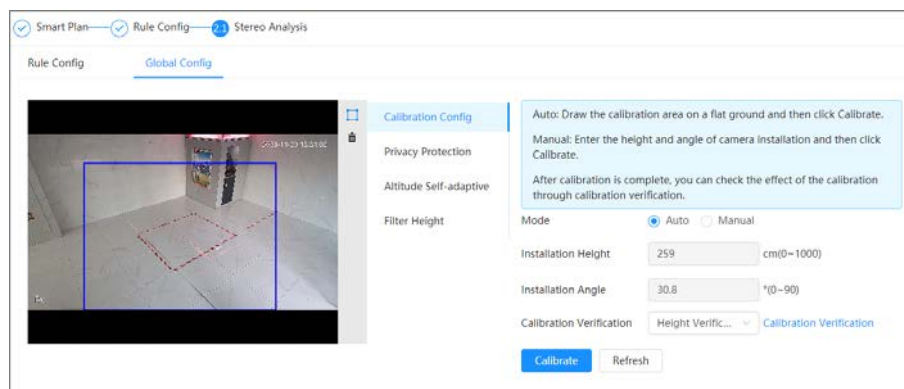 Smart Plan
Rule Config
2.1
Stereo Analysis
Rule Config
Global Config
Calibration Config
Privacy Protection
Altitude Self-adaptive
Filter Height
Auto: Draw the calibration area on a flat ground and then click Calibrate.
Manual: Enter the height and angle of camera installation and then click
Calibrate.
After calibration is complete, you can check the effect of the calibration
through calibration verification.
Mode
Auto
Manual
Installation Height
259
cm(0~1000)
Installation Angle
30.8
°(0~90)
Calibration Verification
Height Verific...
Calibration Verification
Calibrate
Refresh